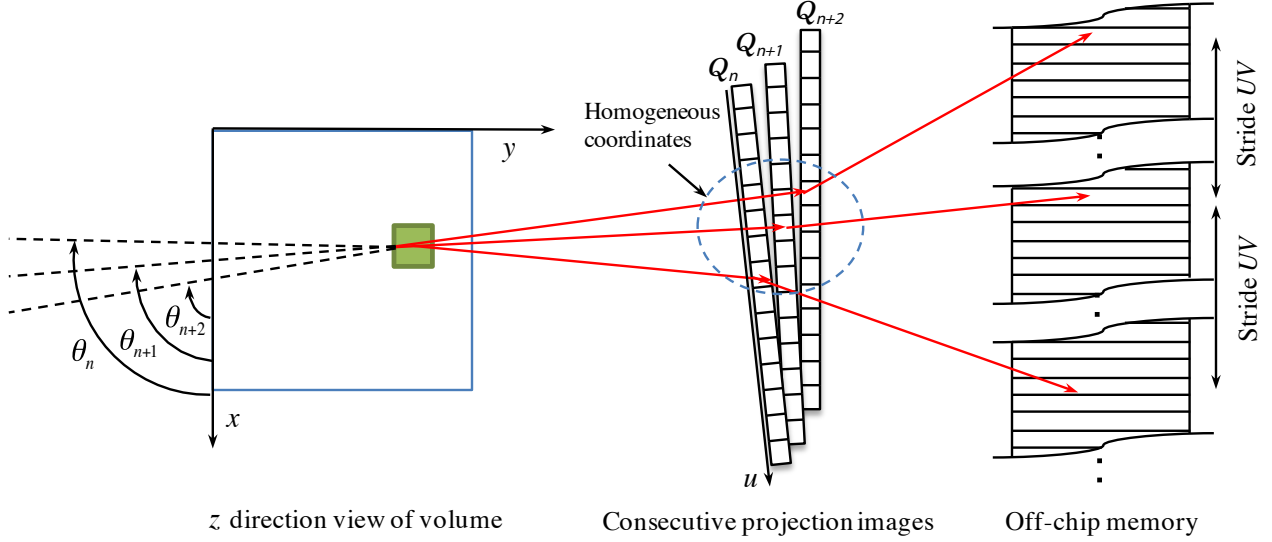 Q_{n+2}
Q_{n+1}
Q_n
Homogeneous
coordinates
y
Stride UV
Stride UV
θ_{n+2}
θ_{n+1}
θ_n
x
u
z direction view of volume
Consecutive projection images
Off-chip memory